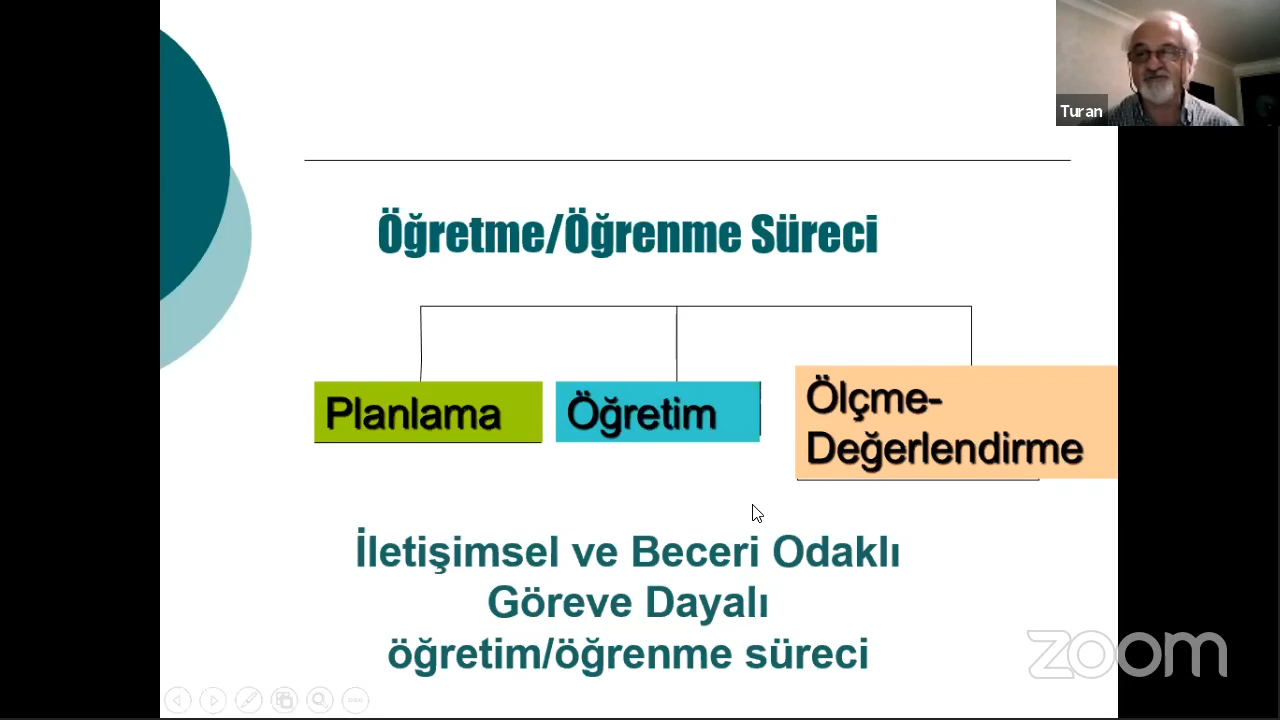 Turan
Öğretme/Öğrenme Süreci
Planlama
Öğretim
Ölçme-
Değerlendirme
İletişimsel ve Beceri Odaklı
Göreve Dayalı
öğretim/öğrenme süreci
zoom